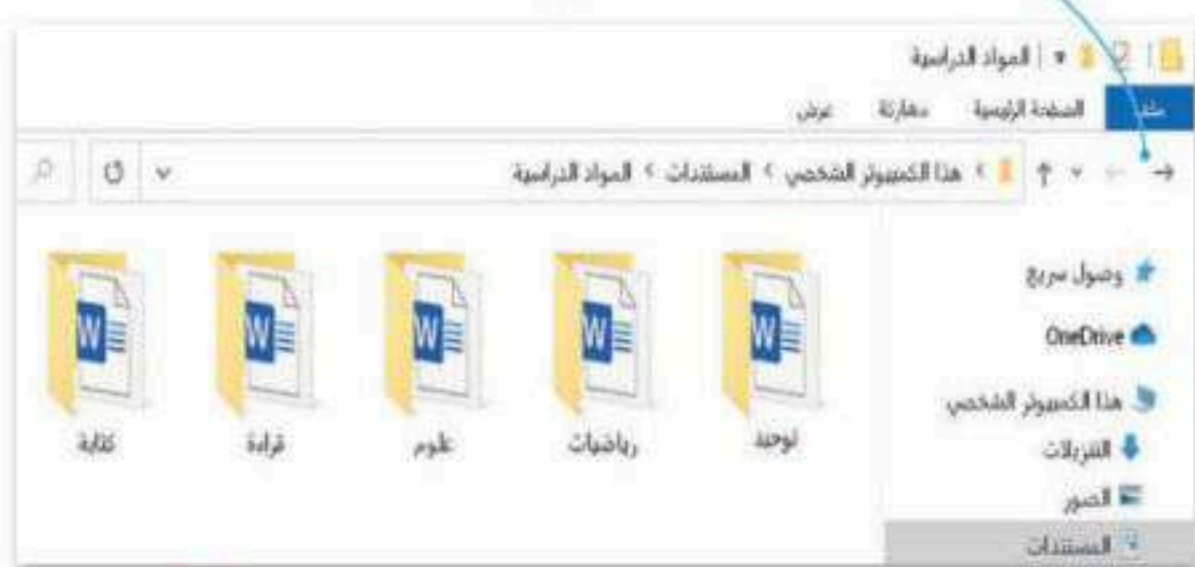 المواد الدراسية
ملف الصفحة الرئيسية مشاركة عرض
هذا الكمبيوتر الشخصي > المستندات > المواد الدراسية
وصول سريع
OneDrive
هذا الكمبيوتر الشخصي
التنزيلات
الصور
المستندات
توحيد
رياضيات
علوم
قراءة
كتابة